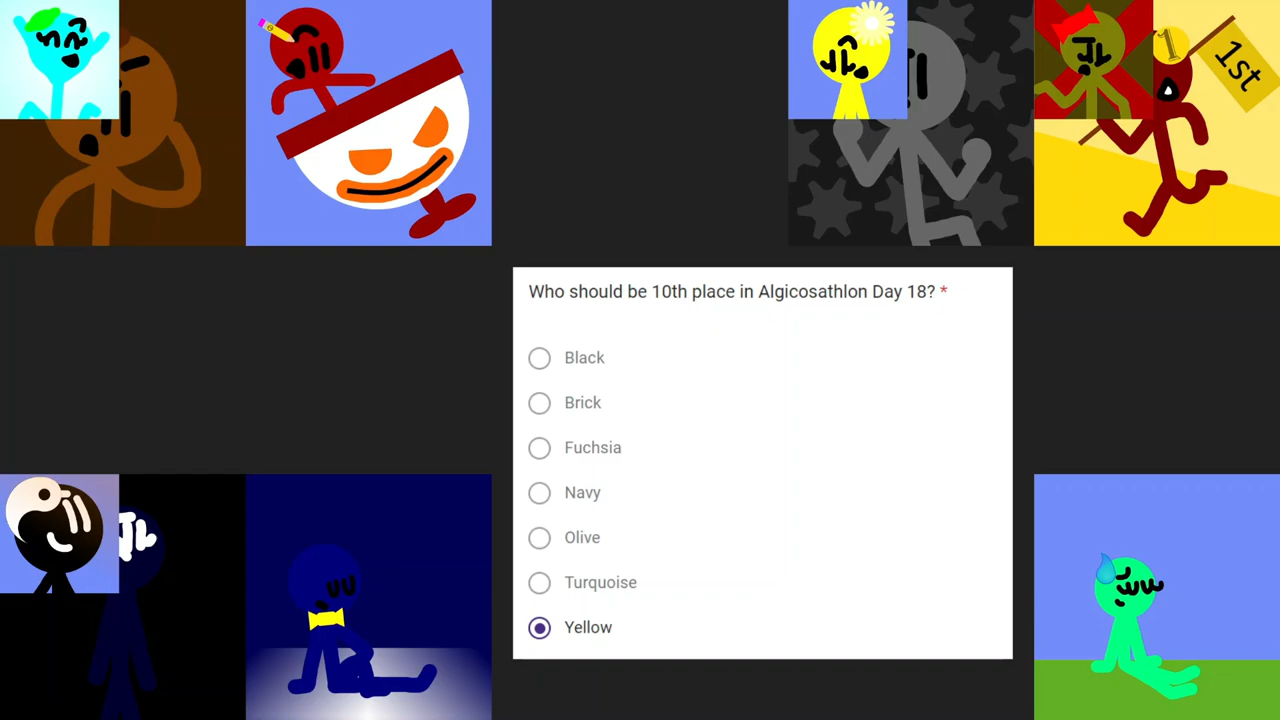 1
1st
Who should be 10th place in Algicosathlon Day 18? *
Black
Brick
Fuchsia
Navy
Olive
Turquoise
Yellow